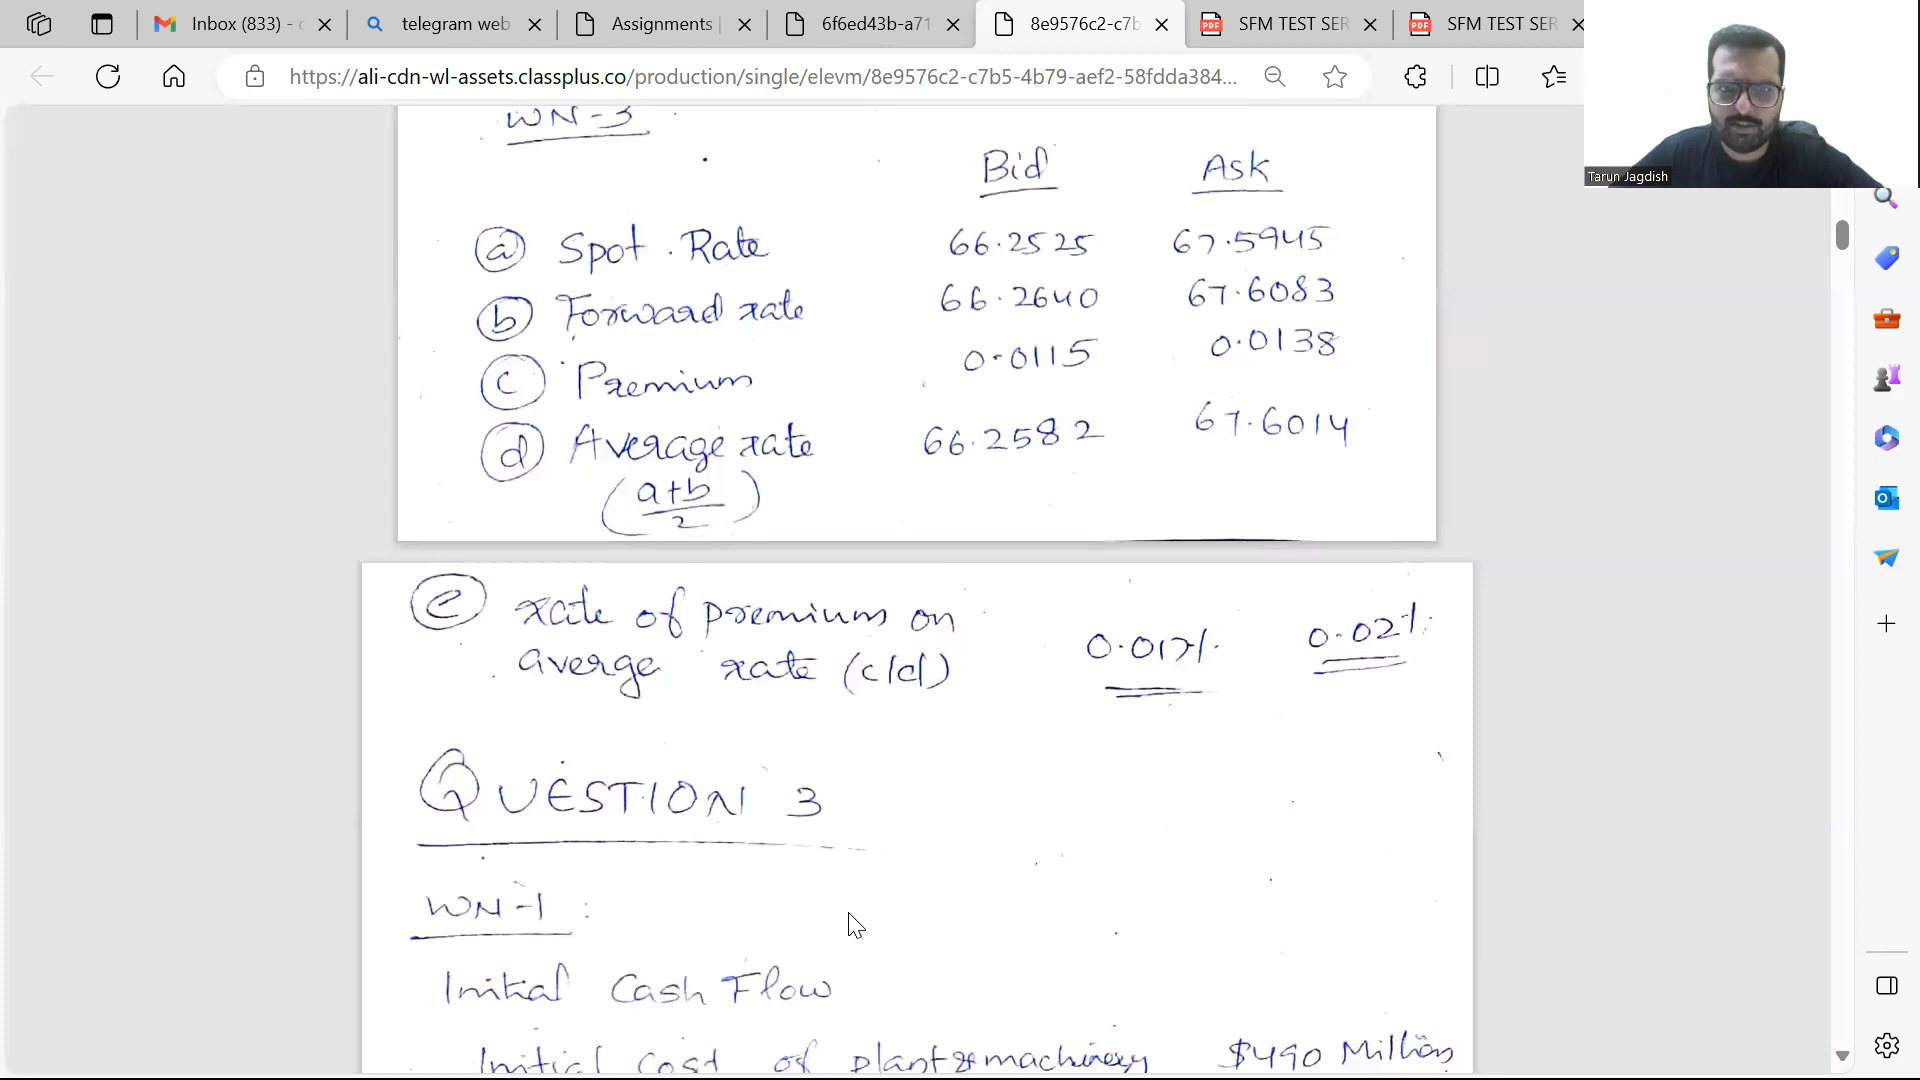 Inbox (833) - c
telegram web
Assignments |
6f6ed43b-a71
8e9576c2-c7b
SFM TEST SER
SFM TEST SER
https://ali-cdn-wl-assets.classplus.co/production/single/elevm/8e9576c2-c7b5-4b79-aef2-58fdda384...
Tarun Jagdish
WN-3
Bid Ask
a Spot Rate 66.2525 67.5945
b Forward rate 66.2640 67.6083
c Premium 0.0115 0.0138
d Average rate 66.2582 67.6014
(a+b/2)
e rate of premium on 0.017% 0.02%
averge rate (c/d)
QUESTION 3
WN-1 :
Initial Cash Flow
Initial cost of plant & machinery $490 Million